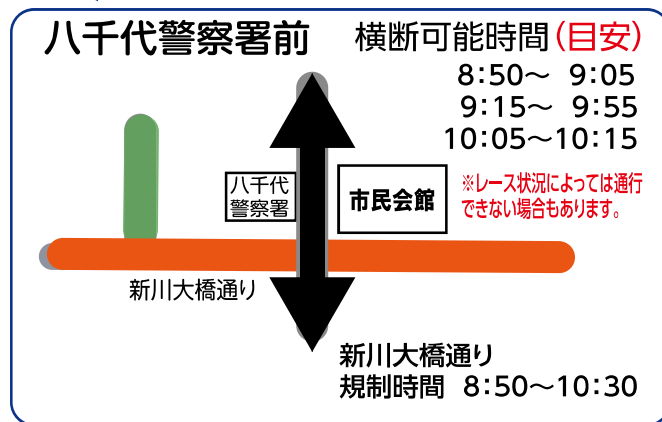 八千代警察署前
横断可能時間(目安)
8:50〜 9:05
9:15〜 9:55
10:05〜10:15
※レース状況によっては通行
できない場合もあります。
八千代
警察署
市民会館
新川大橋通り
新川大橋通り
規制時間 8:50〜10:30